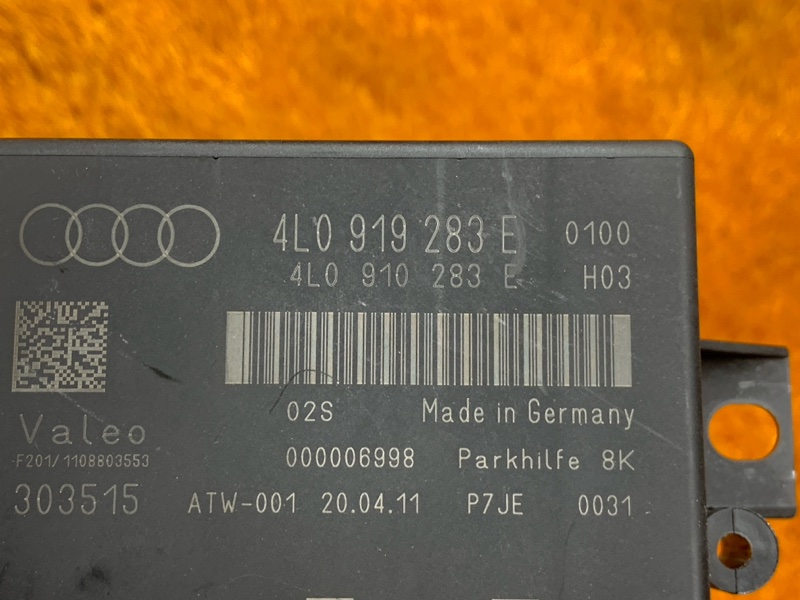 4L0 919 283 E 0100
4L0 910 283 E H03
02S Made in Germany
Valeo
F201/1108803553 000006998 Parkhilfe 8K
303515 ATW-001 20.04.11 P7JE 0031